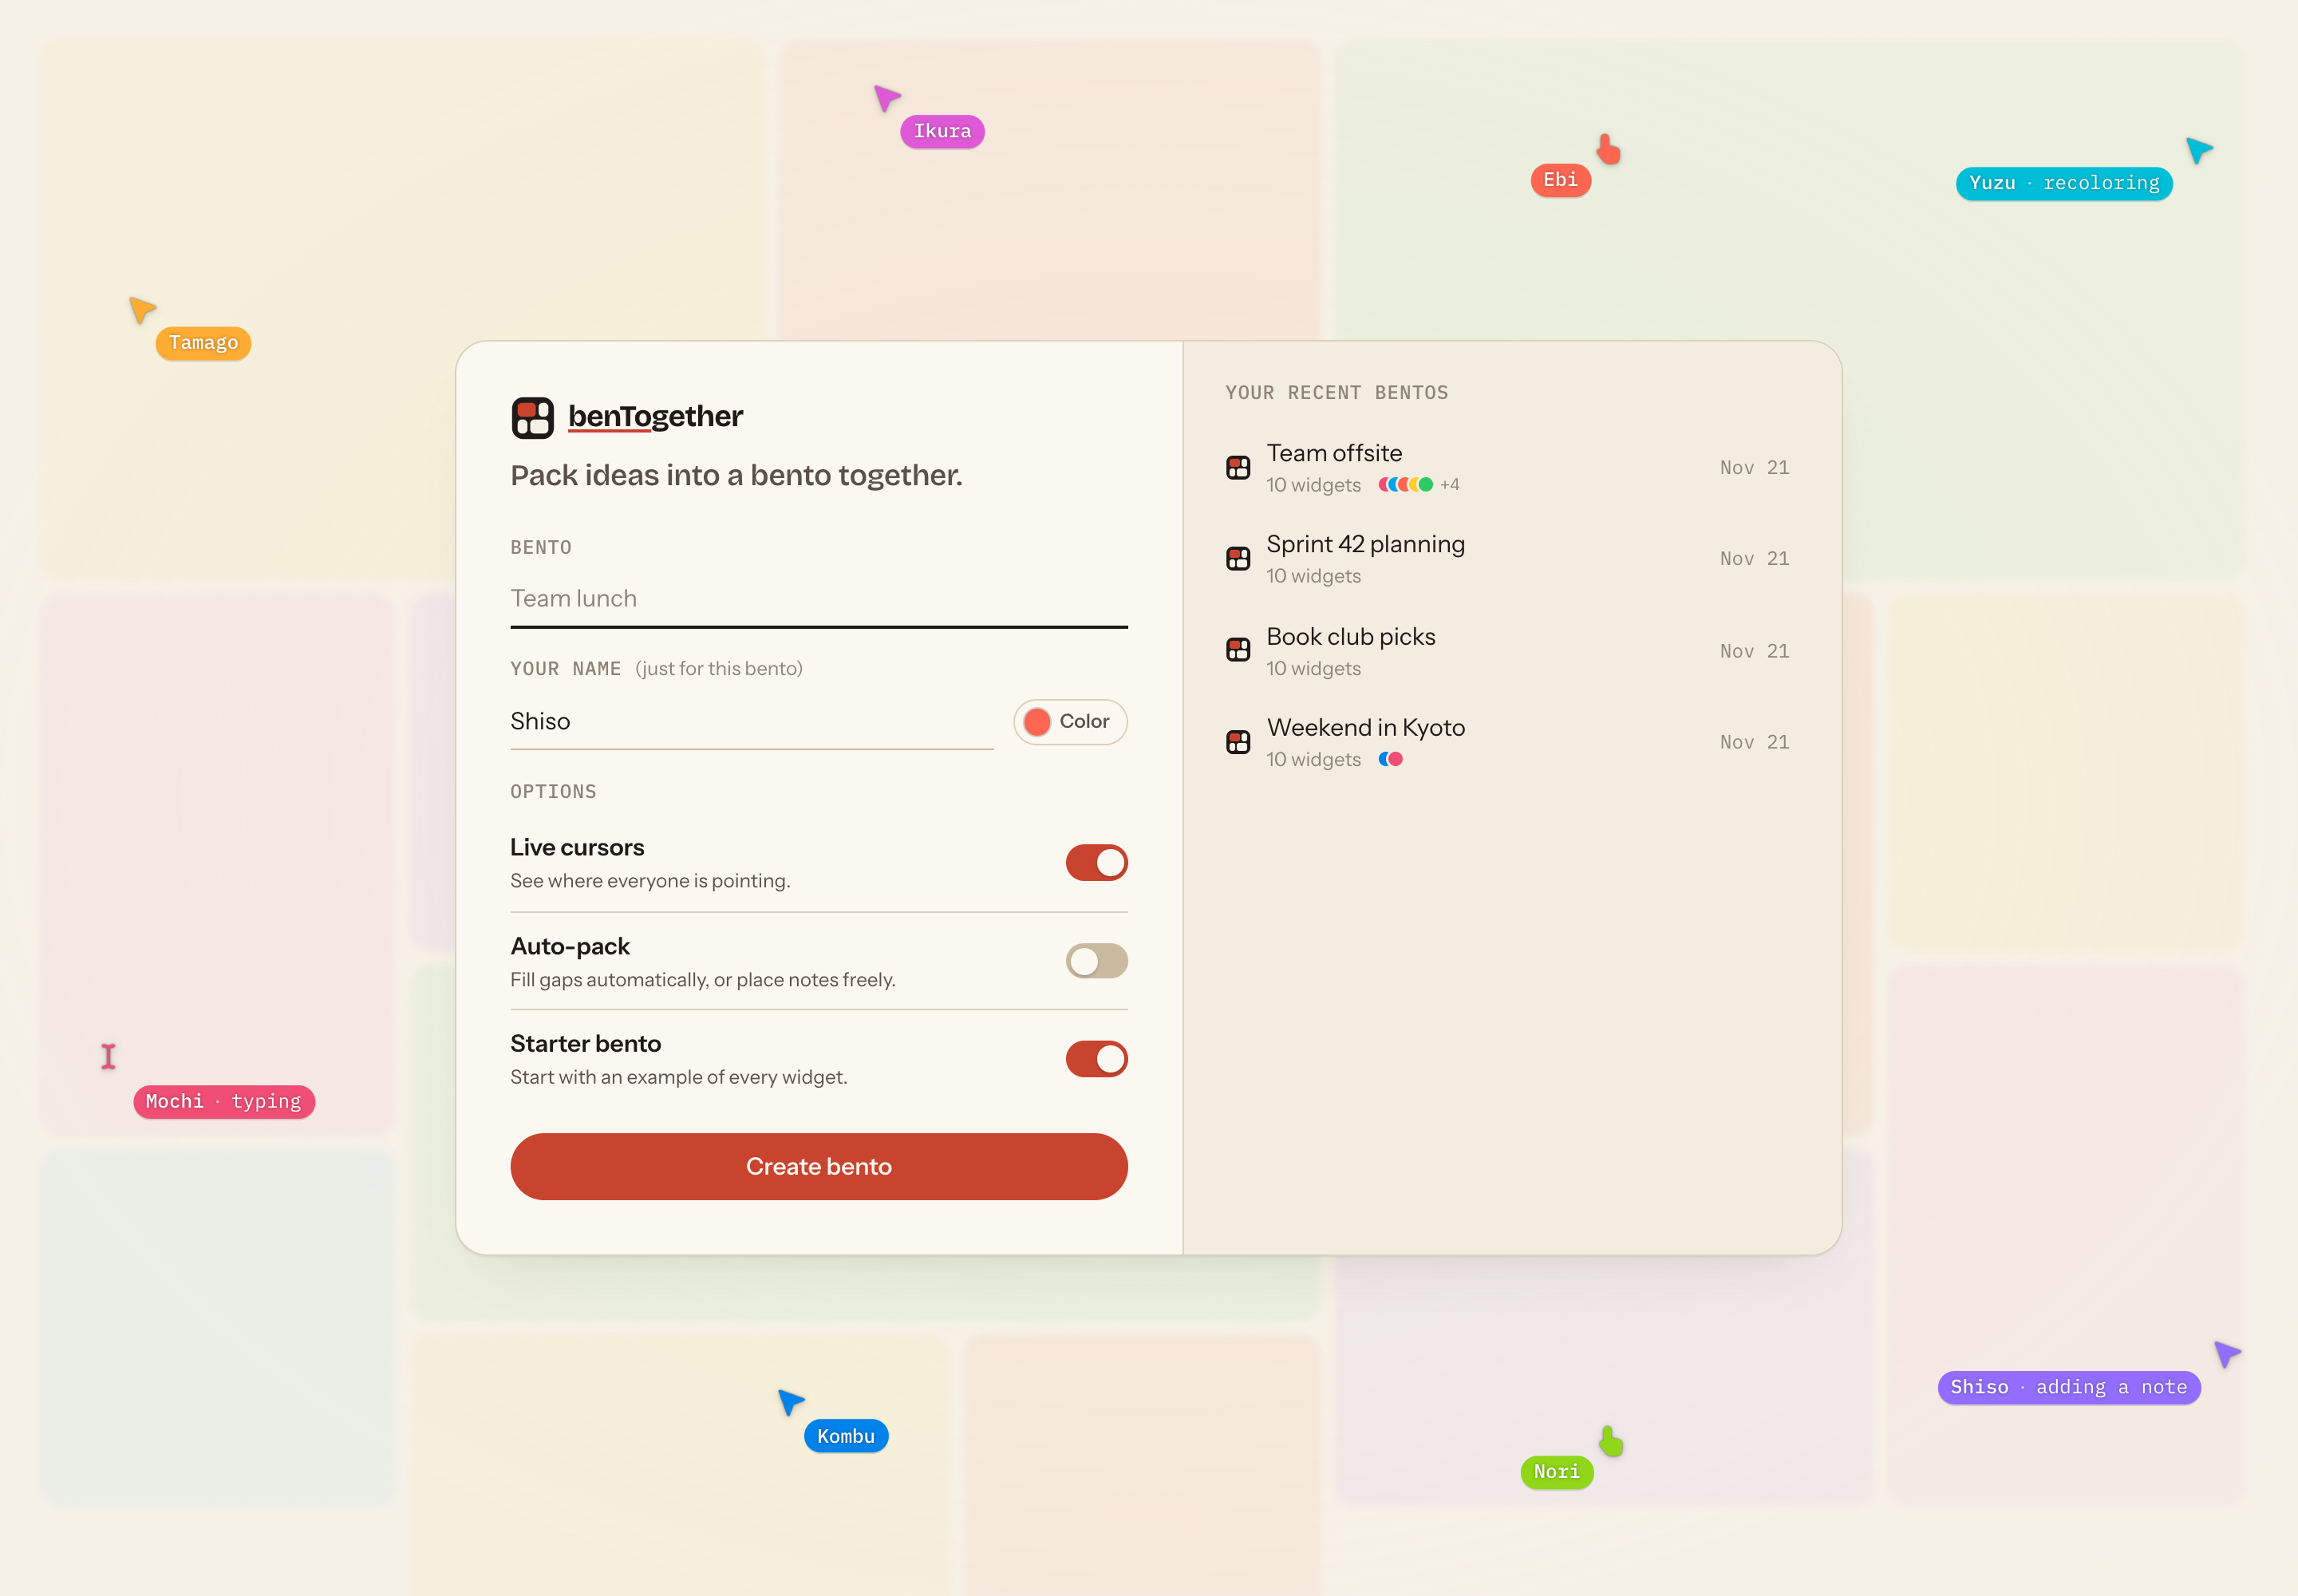 Ikura
Ebi
Yuzu · recoloring
Tamago
benTogether
Pack ideas into a bento together.
BENTO
Team lunch
YOUR NAME (just for this bento)
Shiso
Color
OPTIONS
Live cursors
See where everyone is pointing.
Auto-pack
Fill gaps automatically, or place notes freely.
Starter bento
Start with an example of every widget.
Create bento
YOUR RECENT BENTOS
Team offsite
Nov 21
10 widgets +4
Sprint 42 planning
Nov 21
10 widgets
Book club picks
Nov 21
10 widgets
Weekend in Kyoto
Nov 21
10 widgets
Mochi · typing
Shiso · adding a note
Kombu
Nori